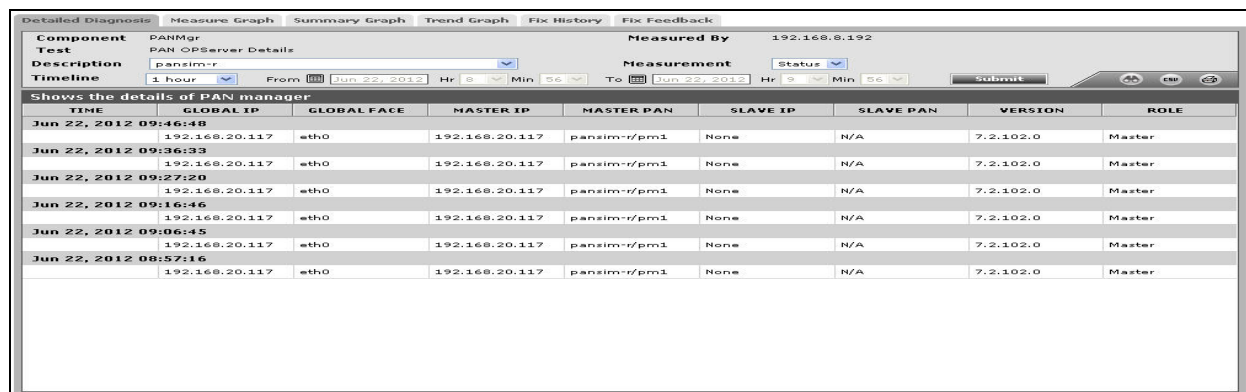 Detailed Diagnosis Measure Graph Summary Graph Trend Graph Fix History Fix Feedback
Component PANMgr Measured By 192.168.8.192
Test PAN OPServer Details
Description pansim-r Measurement Status
Timeline 1 hour From Jun 22, 2012 Hr 8 Min 56 To Jun 22, 2012 Hr 9 Min 56 Submit CSV
Shows the details of PAN manager
TIME GLOBAL IP GLOBAL FACE MASTER IP MASTER PAN SLAVE IP SLAVE PAN VERSION ROLE
Jun 22, 2012 09:46:48
192.168.20.117 eth0 192.168.20.117 pansim-r/pm1 None N/A 7.2.102.0 Master
Jun 22, 2012 09:36:33
192.168.20.117 eth0 192.168.20.117 pansim-r/pm1 None N/A 7.2.102.0 Master
Jun 22, 2012 09:27:20
192.168.20.117 eth0 192.168.20.117 pansim-r/pm1 None N/A 7.2.102.0 Master
Jun 22, 2012 09:16:46
192.168.20.117 eth0 192.168.20.117 pansim-r/pm1 None N/A 7.2.102.0 Master
Jun 22, 2012 09:06:45
192.168.20.117 eth0 192.168.20.117 pansim-r/pm1 None N/A 7.2.102.0 Master
Jun 22, 2012 08:57:16
192.168.20.117 eth0 192.168.20.117 pansim-r/pm1 None N/A 7.2.102.0 Master